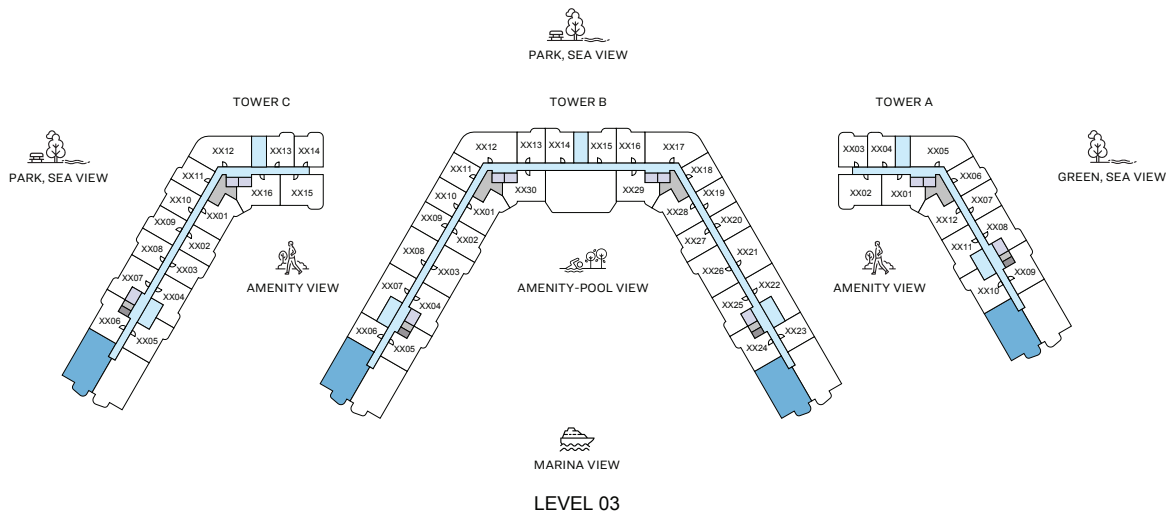 PARK, SEA VIEW
TOWER C
TOWER B
TOWER A
PARK, SEA VIEW
GREEN, SEA VIEW
XX12
XX13
XX14
XX11
XX16
XX15
XX10
XX01
XX09
XX02
XX08
XX03
XX07
XX04
XX06
XX05
AMENITY VIEW
XX12
XX13
XX14
XX15
XX16
XX17
XX11
XX30
XX29
XX18
XX10
XX01
XX28
XX19
XX09
XX02
XX27
XX20
XX08
XX03
XX26
XX21
XX07
XX04
XX25
XX22
XX06
XX05
XX24
XX23
AMENITY-POOL VIEW
XX03
XX04
XX05
XX02
XX01
XX06
XX12
XX07
XX11
XX08
XX10
XX09
AMENITY VIEW
MARINA VIEW
LEVEL 03